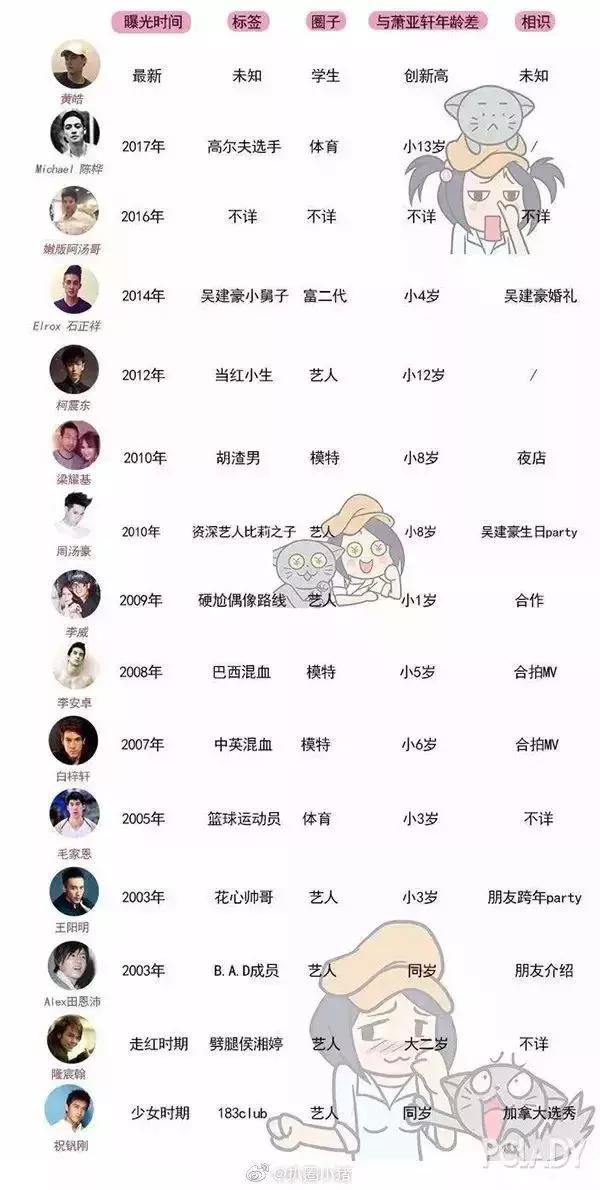 曝光时间 标签 圈子 与萧亚轩年龄差 相识
最新 未知 学生 创新高 未知
黄皓
2017年 高尔夫选手 体育 小13岁 /
Michael 陈桦
2016年 不详 不详 不详 不详
嫩版阿汤哥
2014年 吴建豪小舅子 富二代 小4岁 吴建豪婚礼
Elrox 石正祥
2012年 当红小生 艺人 小12岁 /
柯震东
2010年 胡渣男 模特 小8岁 夜店
梁耀基
2010年 资深艺人比莉之子 艺人 小8岁 吴建豪生日party
周汤豪
2009年 硬尬偶像路线 艺人 小1岁 合作
李威
2008年 巴西混血 模特 小5岁 合拍MV
李安卓
2007年 中英混血 模特 小6岁 合拍MV
白梓轩
2005年 篮球运动员 体育 小3岁 不详
毛家恩
2003年 花心帅哥 艺人 小3岁 朋友跨年party
王阳明
2003年 B.A.D成员 艺人 同岁 朋友介绍
Alex田恩沛
走红时期 劈腿侯湘婷 艺人 大二岁 不详
隆宸翰
少女时期 183club 艺人 同岁 加拿大选秀
祝钒刚
PCLADY
@扒圈小猪